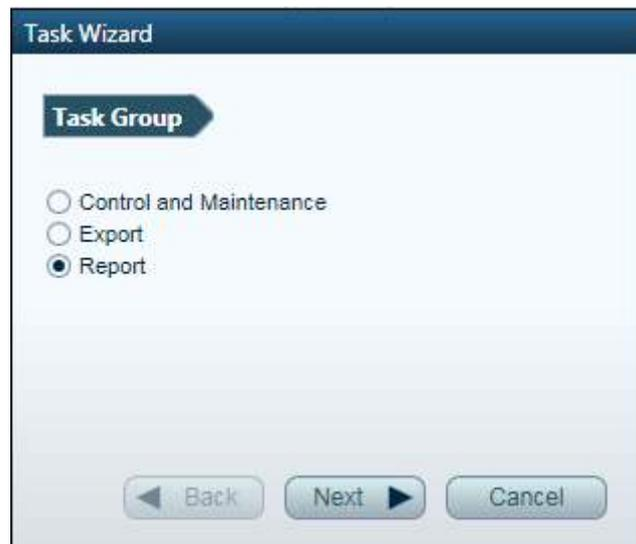 Task Wizard
Task Group
Control and Maintenance
Export
Report
Back Next Cancel